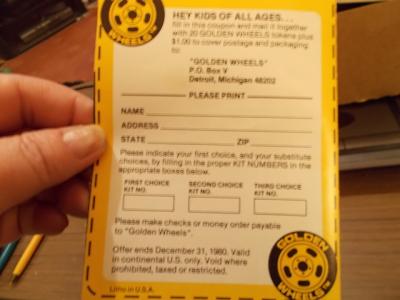 GOLDEN
WHEELS™
HEY KIDS OF ALL AGES...
fill in this coupon and mail it together
with 20 GOLDEN WHEELS tokens plus
$1.00 to cover postage and packaging
to:
"GOLDEN WHEELS"
P.O. Box V
Detroit, Michigan 48202
PLEASE PRINT
NAME
ADDRESS
STATE ZIP
Please indicate your first choice, and your substitute
choices, by filling in the proper KIT NUMBERS in the
appropriate boxes below.
FIRST CHOICE SECOND CHOICE THIRD CHOICE
KIT NO. KIT NO. KIT NO.
Please make checks or money order payable
to "Golden Wheels".
Offer ends December 31, 1980. Valid
in continental U.S. only. Void where
prohibited, taxed or restricted.
GOLDEN
WHEELS™
Litho in U.S.A.